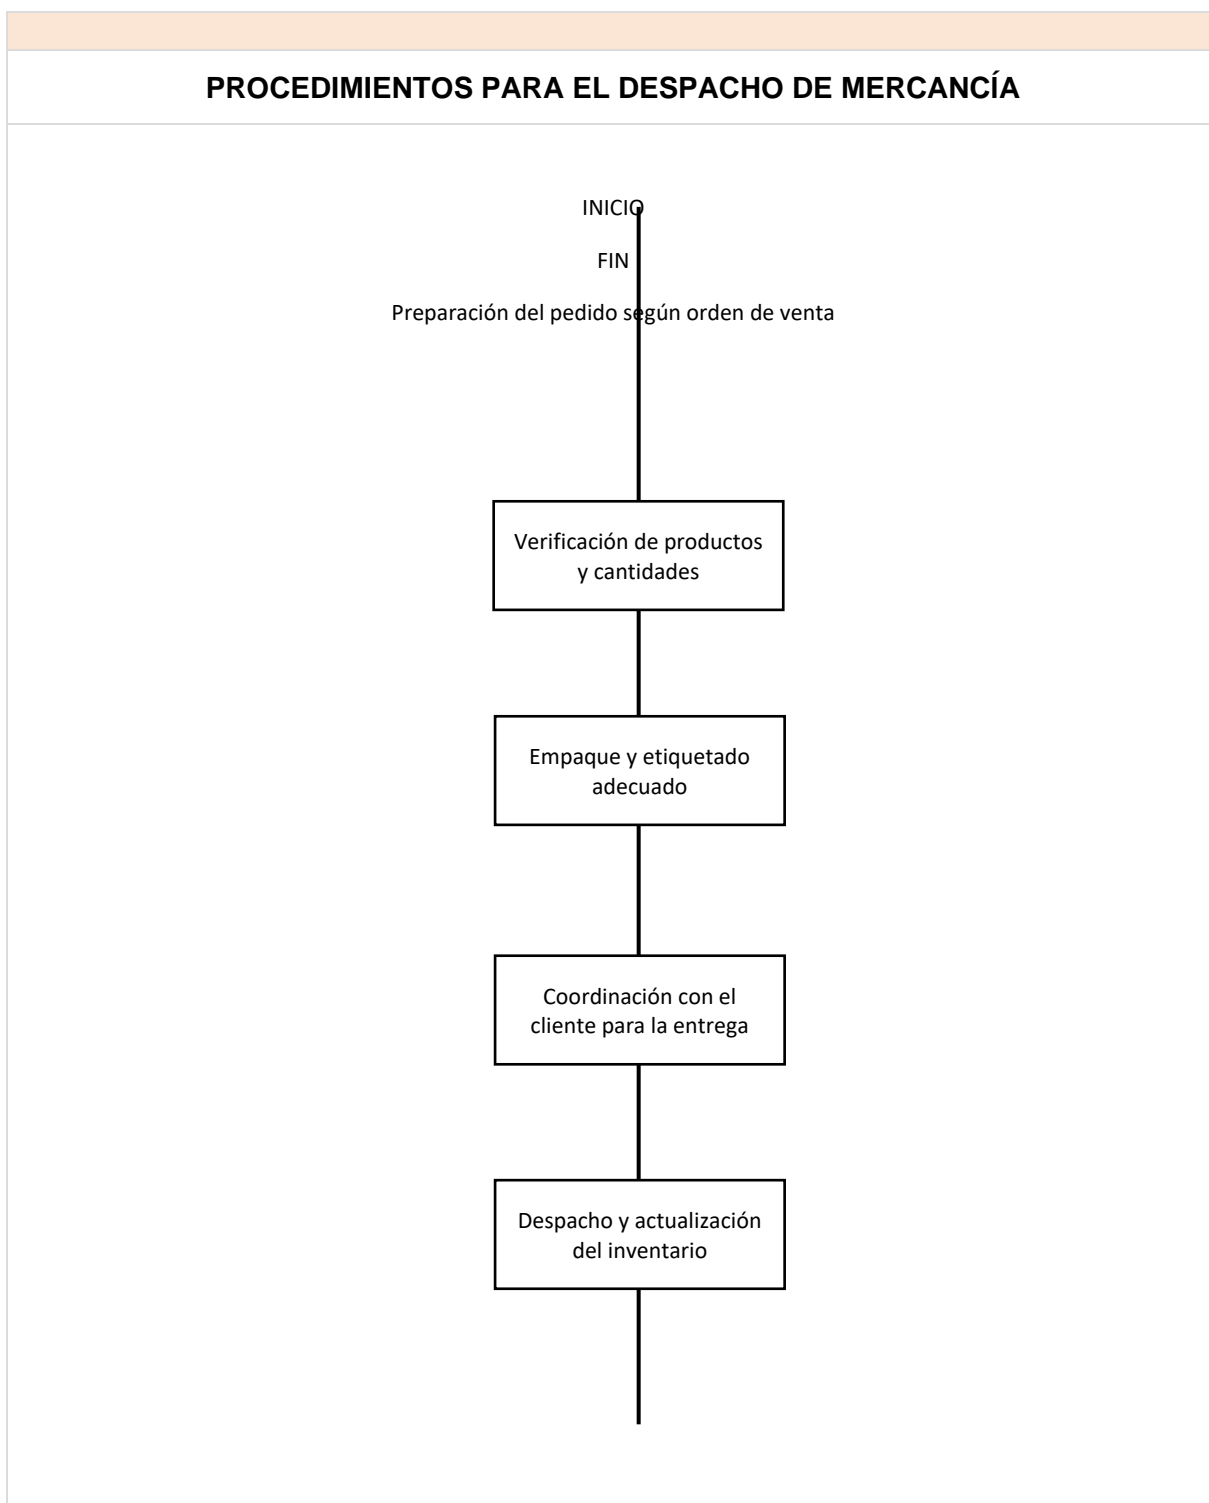 PROCEDIMIENTOS PARA EL DESPACHO DE MERCANCÍA
INICIO
FIN
Preparación del pedido según orden de venta
Verificación de productos
y cantidades
Empaque y etiquetado
adecuado
Coordinación con el
cliente para la entrega
Despacho y actualización
del inventario